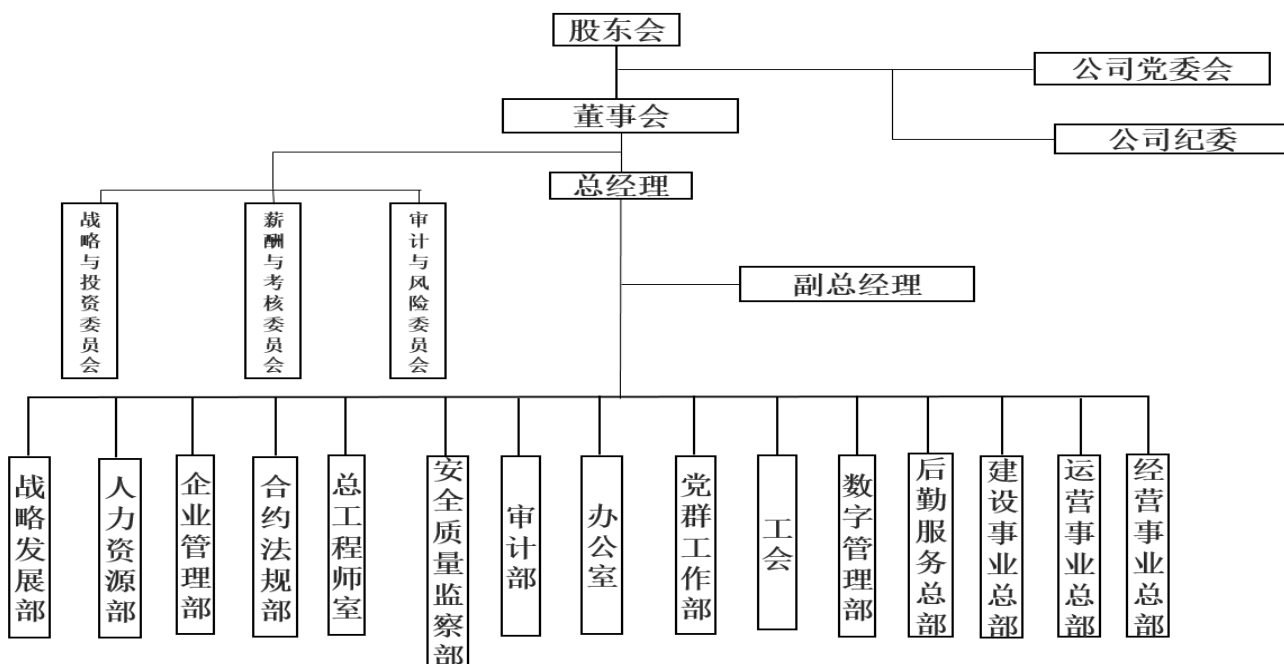 股东会
公司党委会
董事会
公司纪委
总经理
战略与投资委员会
薪酬与考核委员会
审计与风险委员会
副总经理
战略发展部
人力资源部
企业管理部
合约法规部
总工程师室
安全质量监察部
审计部
办公室
党群工作部
工会
数字管理部
后勤服务总部
建设事业总部
运营事业总部
经营事业总部